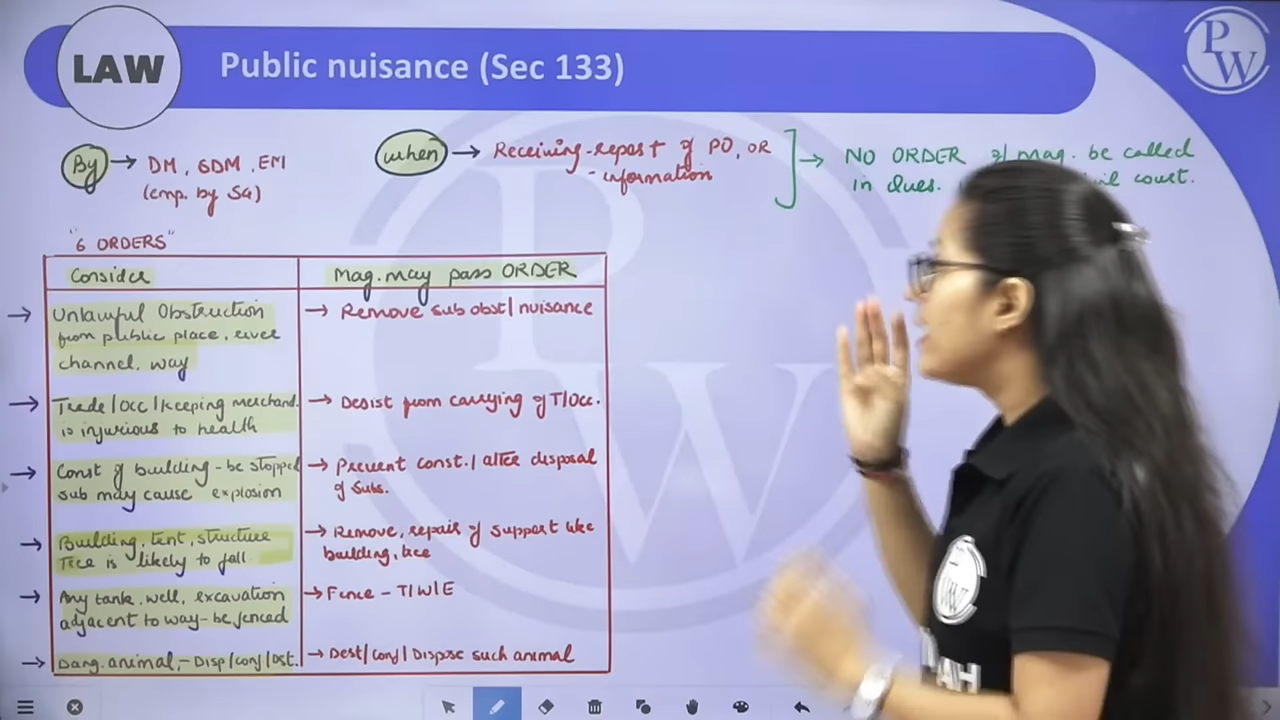 LAW
Public nuisance (Sec 133)
PW
By → DM, SDM, EM
(emp. by SG)
when → Receiving - report of PO, OR
- information
→ NO ORDER of mag. be called
in ques. civil court.
"6 ORDERS"
Consider
Mag. may pass ORDER
→ Unlawful Obstruction
from public place, river
channel, way
→ Remove sub obst/ nuisance
→ Trade/Occ/Keeping merchand.
is injurious to health
→ Desist from carrying of T/Occ.
→ Const of building - be stopped
sub may cause explosion
→ Prevent const./ alter disposal
of subs.
→ Building, tent, structure
Tree is likely to fall
→ Remove, repair of support like
building, tree
→ Any tank, well, excavation
adjacent to way - be fenced
→ Fence - T/W/E
→ Dang. animal, - Disp/conf/Dst.
→ Dest/conf/ Dispose such animal
PW